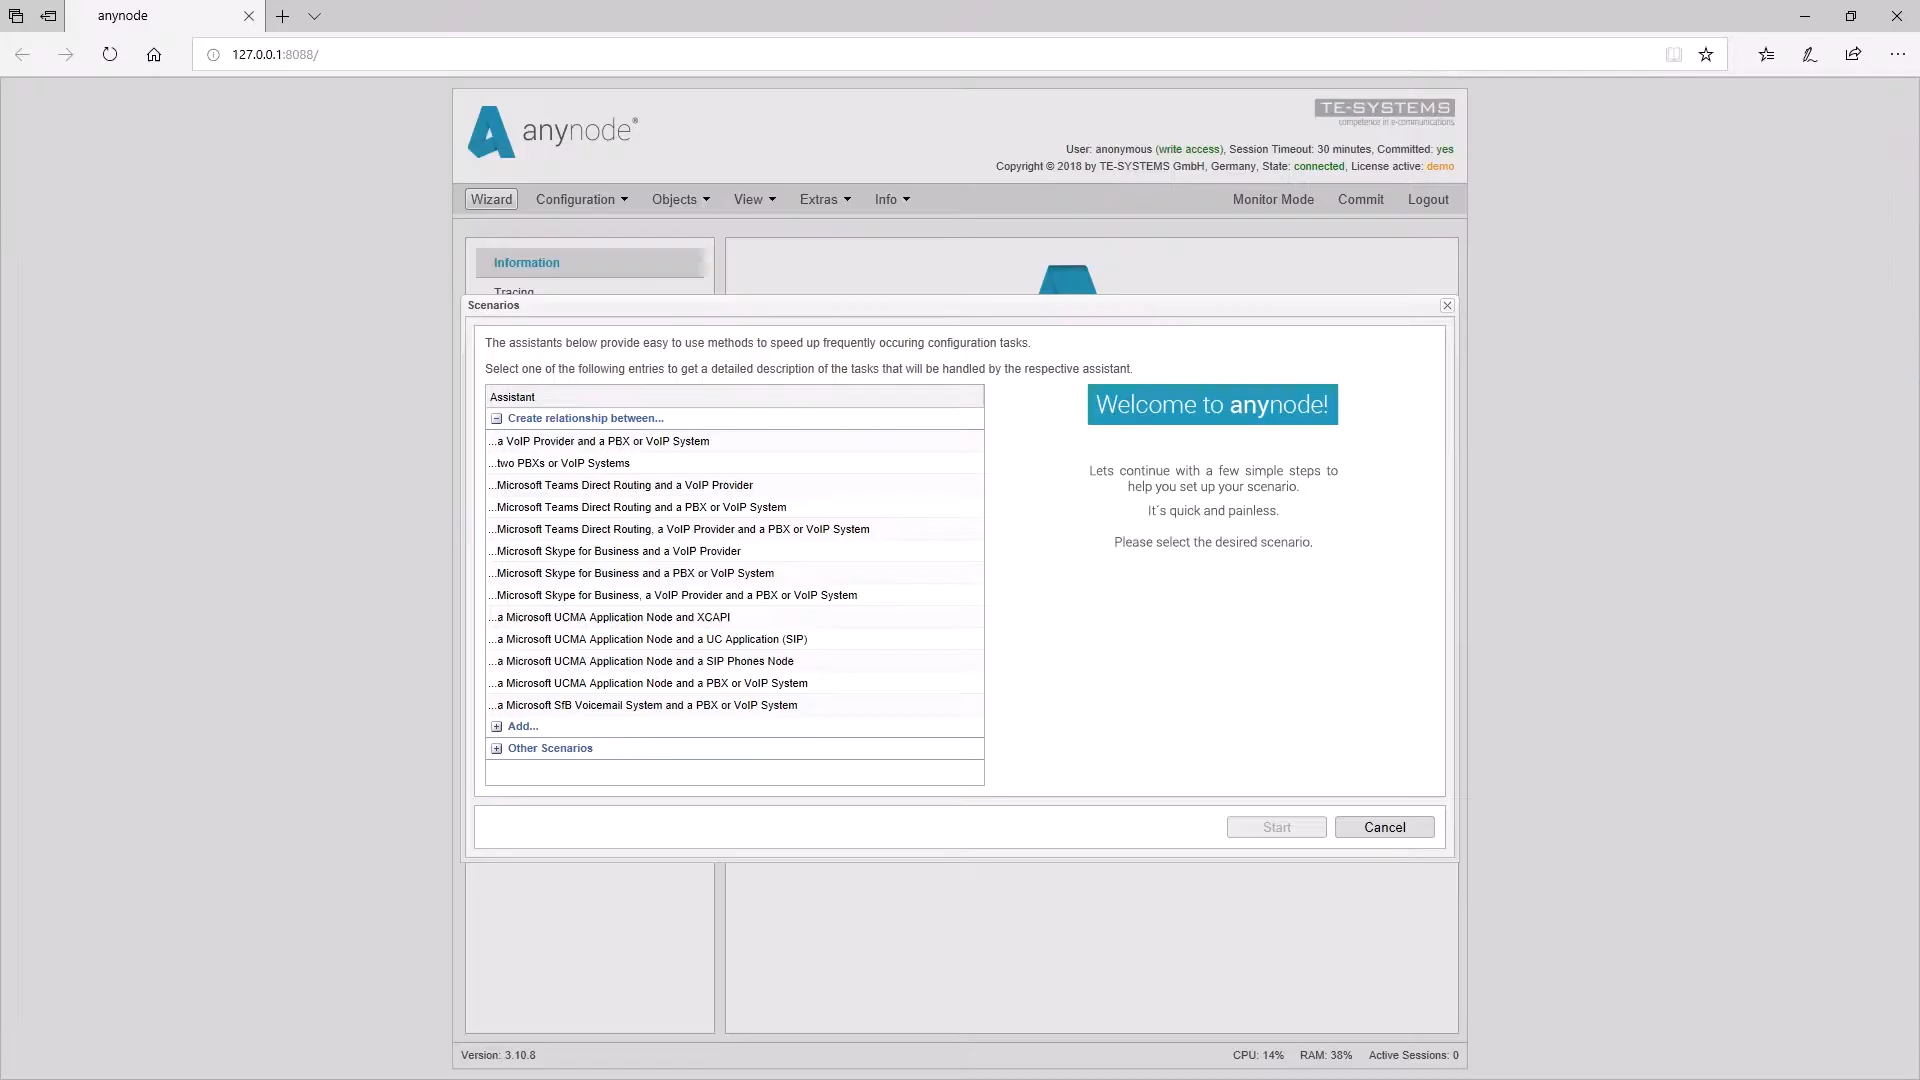 anynode
127.0.0.1:8088/
anynode®
TE-SYSTEMS
competence in e-communications.
User: anonymous (write access), Session Timeout: 30 minutes, Committed: yes
Copyright © 2018 by TE-SYSTEMS GmbH, Germany, State: connected, License active: demo
Wizard Configuration Objects View Extras Info Monitor Mode Commit Logout
Information
Tracing
Scenarios
The assistants below provide easy to use methods to speed up frequently occuring configuration tasks.
Select one of the following entries to get a detailed description of the tasks that will be handled by the respective assistant.
Assistant
Create relationship between...
...a VoIP Provider and a PBX or VoIP System
...two PBXs or VoIP Systems
...Microsoft Teams Direct Routing and a VoIP Provider
...Microsoft Teams Direct Routing and a PBX or VoIP System
...Microsoft Teams Direct Routing, a VoIP Provider and a PBX or VoIP System
...Microsoft Skype for Business and a VoIP Provider
...Microsoft Skype for Business and a PBX or VoIP System
...Microsoft Skype for Business, a VoIP Provider and a PBX or VoIP System
...a Microsoft UCMA Application Node and XCAPI
...a Microsoft UCMA Application Node and a UC Application (SIP)
...a Microsoft UCMA Application Node and a SIP Phones Node
...a Microsoft UCMA Application Node and a PBX or VoIP System
...a Microsoft SfB Voicemail System and a PBX or VoIP System
Add...
Other Scenarios
Welcome to anynode!
Lets continue with a few simple steps to
help you set up your scenario.
It´s quick and painless.
Please select the desired scenario.
Start Cancel
Version: 3.10.8 CPU: 14% RAM: 38% Active Sessions: 0